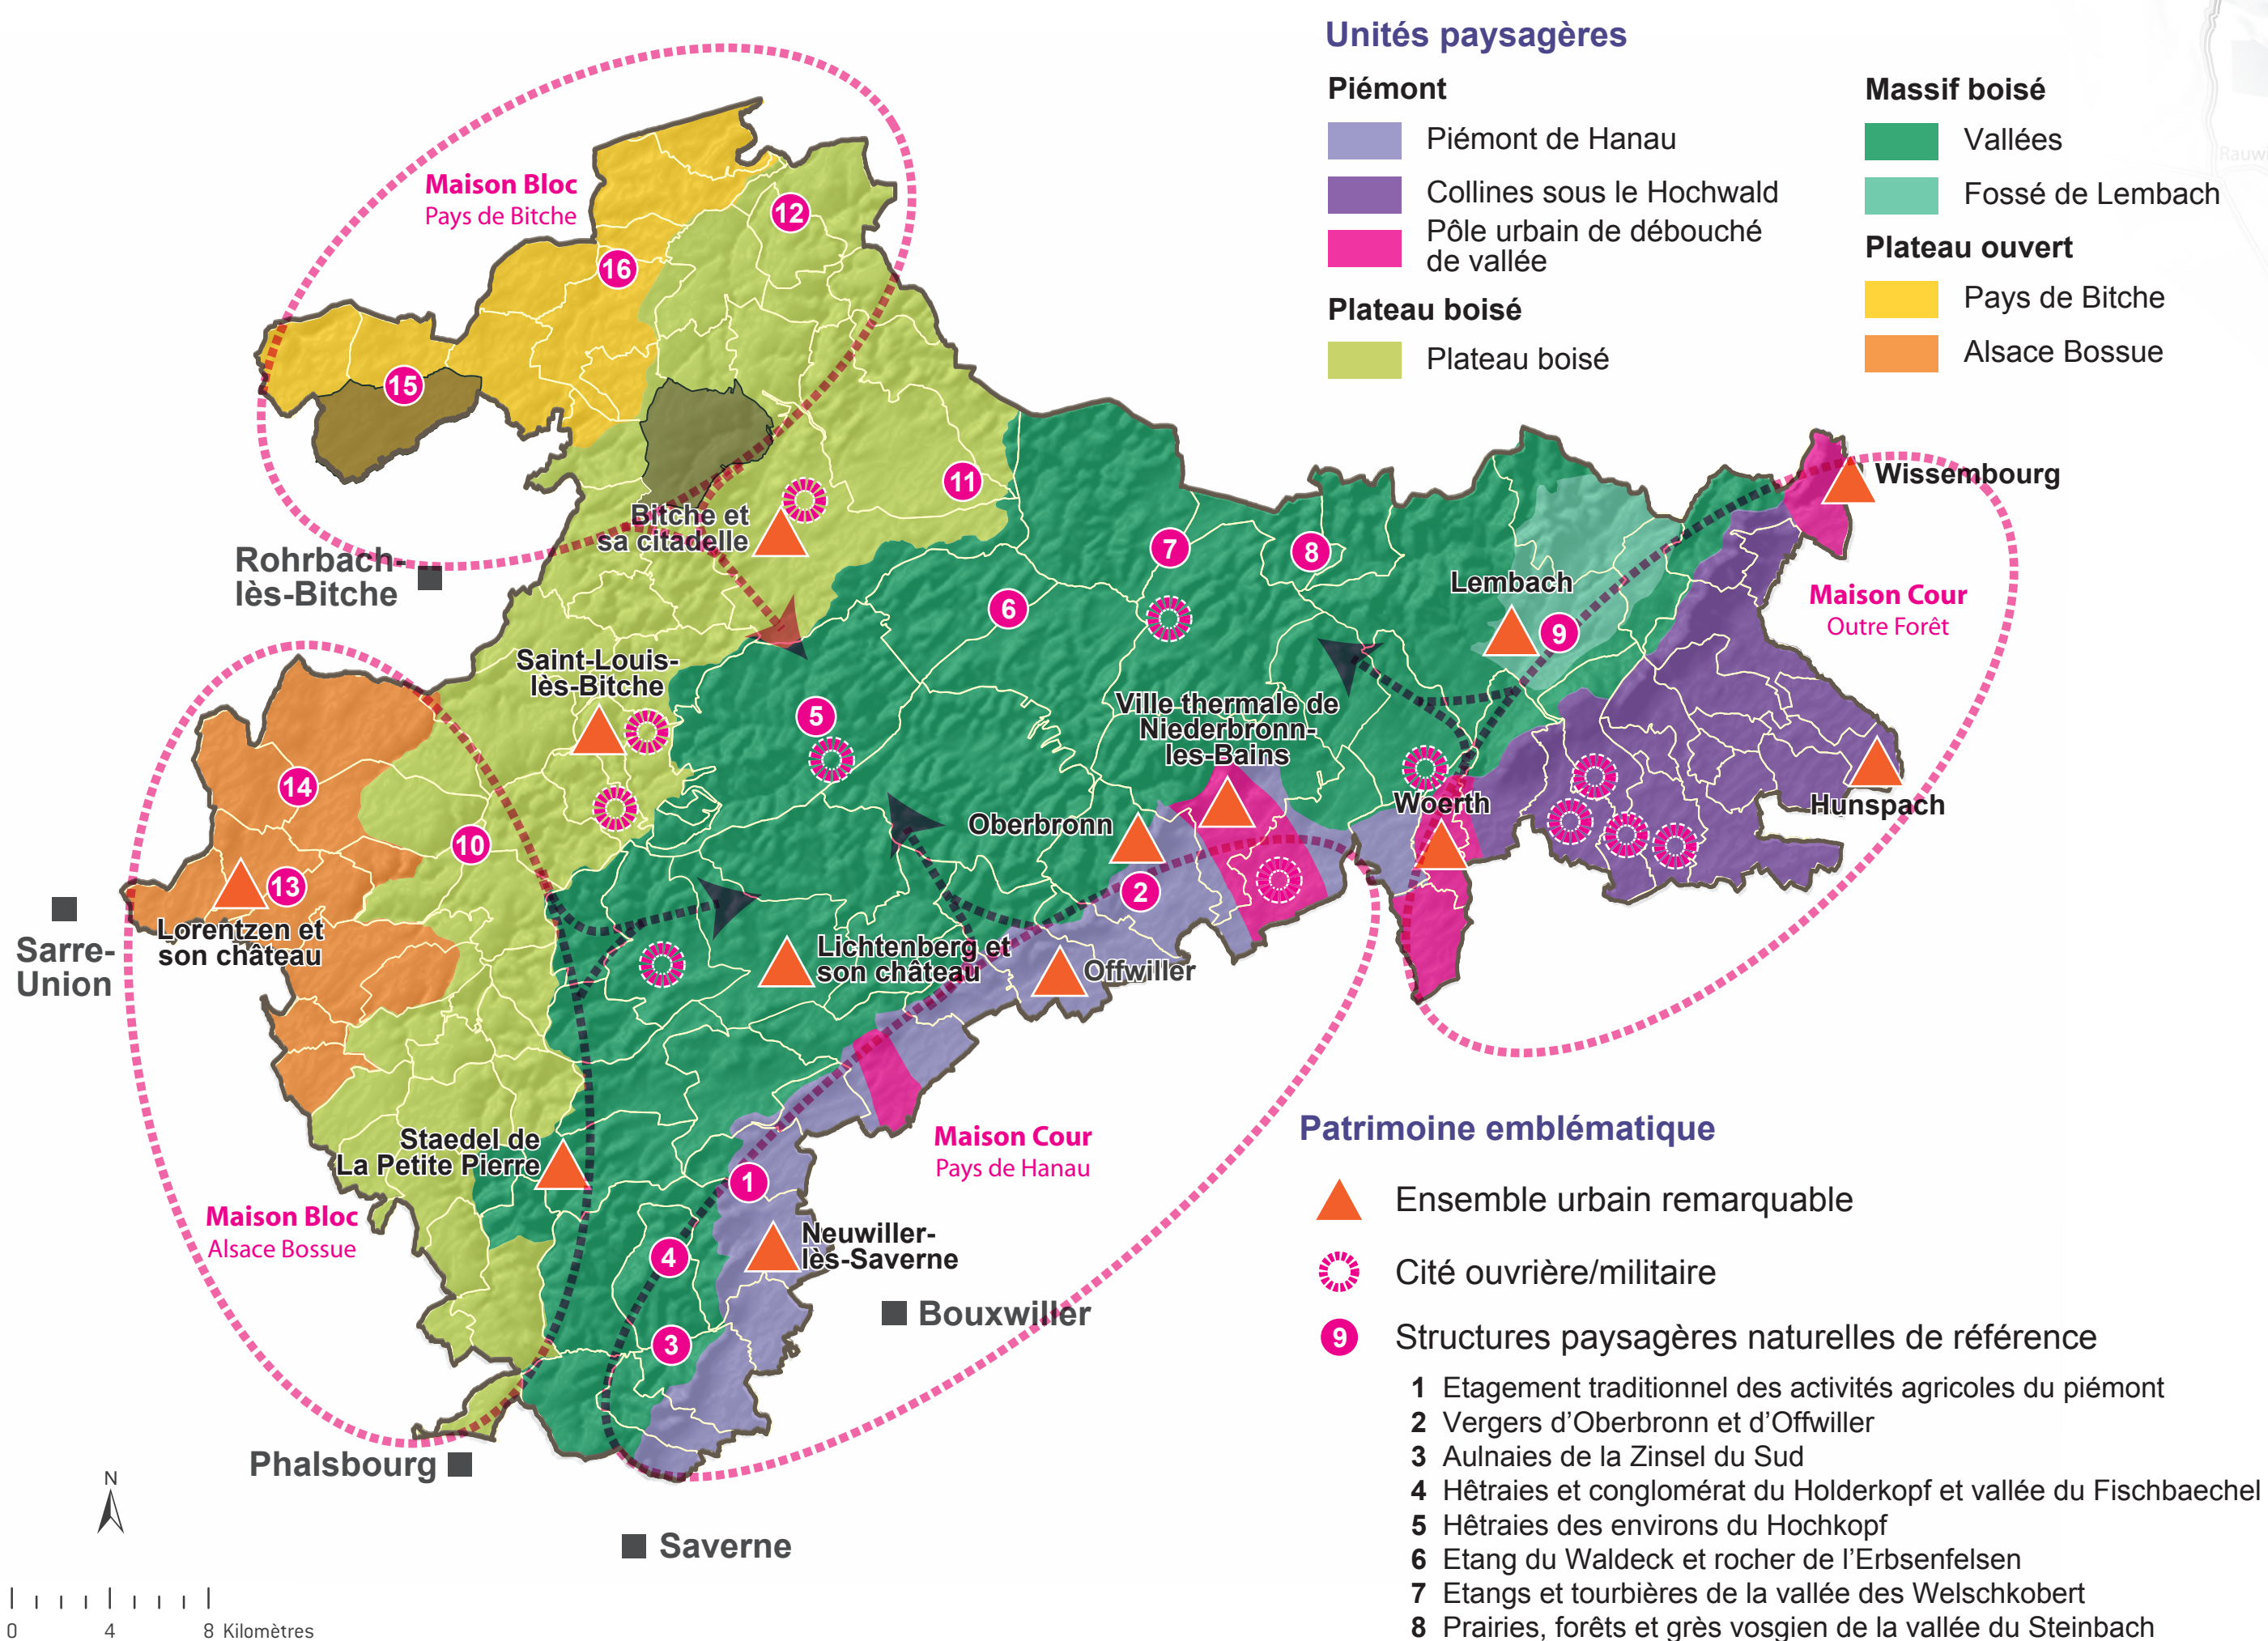 Unités paysagères
Piémont
Piémont de Hanau
Collines sous le Hochwald
Pôle urbain de débouché
de vallée
Plateau boisé
Plateau boisé
Massif boisé
Vallées
Fossé de Lembach
Plateau ouvert
Pays de Bitche
Alsace Bossue
Maison Bloc
Pays de Bitche
12
16
15
11
Bitche et
sa citadelle
Rohrbach-
lès-Bitche
7
8
6
Lembach
9
Wissembourg
Maison Cour
Outre Forêt
Saint-Louis-
lès-Bitche
5
Ville thermale de
Niederbronn-
les-Bains
14
10
13
Oberbronn
2
Woerth
Hunspach
Sarre-
Union
Lorentzen et
son château
Lichtenberg et
son château
Offwiller
Staedel de
La Petite Pierre
1
Maison Cour
Pays de Hanau
Maison Bloc
Alsace Bossue
4
Neuwiller-
lès-Saverne
3
Bouxwiller
Phalsbourg
Saverne
N
0 4 8 Kilomètres
Patrimoine emblématique
Ensemble urbain remarquable
Cité ouvrière/militaire
9 Structures paysagères naturelles de référence
1 Etagement traditionnel des activités agricoles du piémont
2 Vergers d'Oberbronn et d'Offwiller
3 Aulnaies de la Zinsel du Sud
4 Hêtraies et conglomérat du Holderkopf et vallée du Fischbaechel
5 Hêtraies des environs du Hochkopf
6 Etang du Waldeck et rocher de l'Erbsenfelsen
7 Etangs et tourbières de la vallée des Welschkobert
8 Prairies, forêts et grès vosgien de la vallée du Steinbach